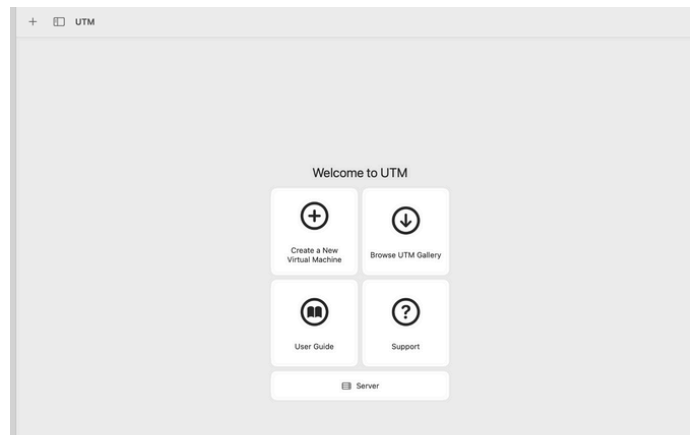 UTM
Welcome to UTM
Create a New
Virtual Machine
Browse UTM Gallery
User Guide
Support
Server